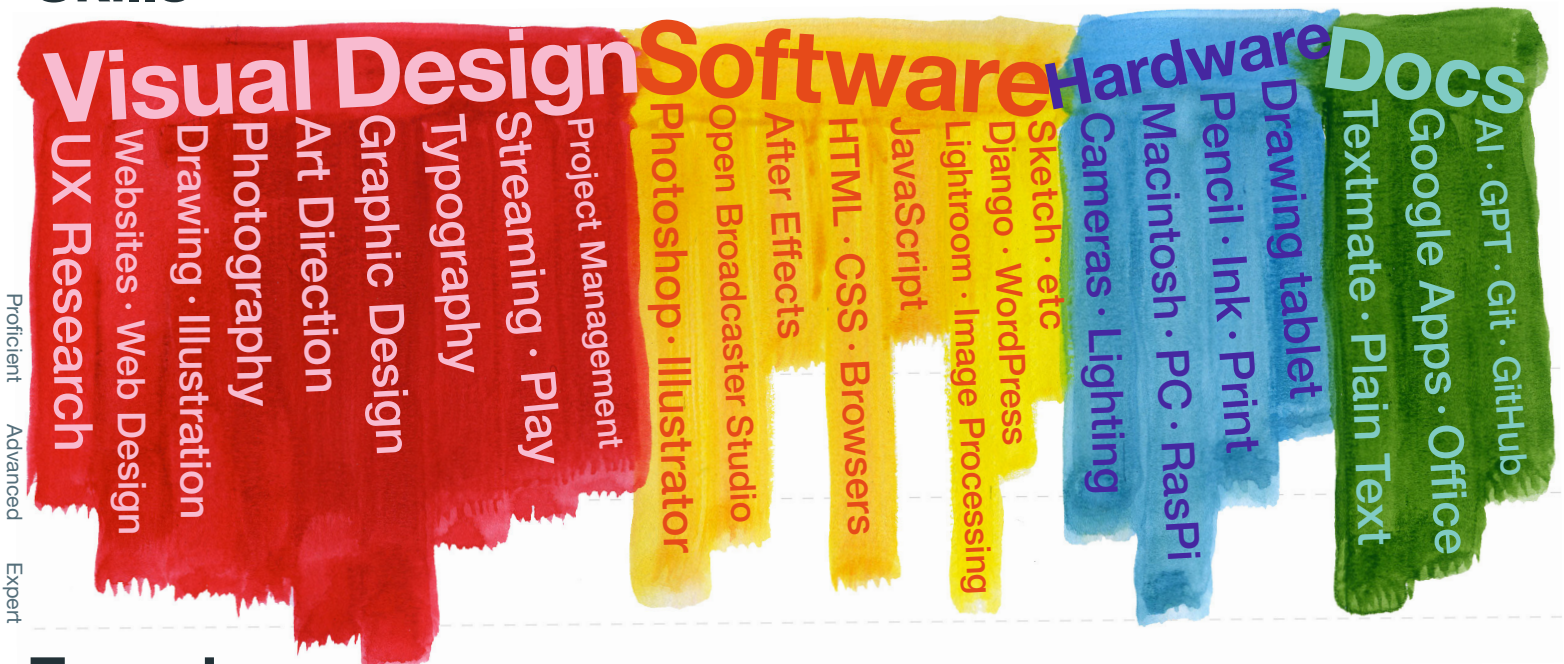 Skills
Visual Design
UX Research
Websites · Web Design
Drawing · Illustration
Photography
Art Direction
Graphic Design
Typography
Streaming · Play
Project Management
Software
Photoshop · Illustrator
Open Broadcaster Studio
After Effects
HTML · CSS · Browsers
JavaScript
Lightroom · Image Processing
Django · WordPress
Sketch · etc
Hardware
Cameras · Lighting
Macintosh · PC · RasPi
Pencil · Ink · Print
Drawing tablet
Docs
Textmate · Plain Text
Google Apps · Office
AI · GPT · Git · GitHub
Proficient
Advanced
Expert